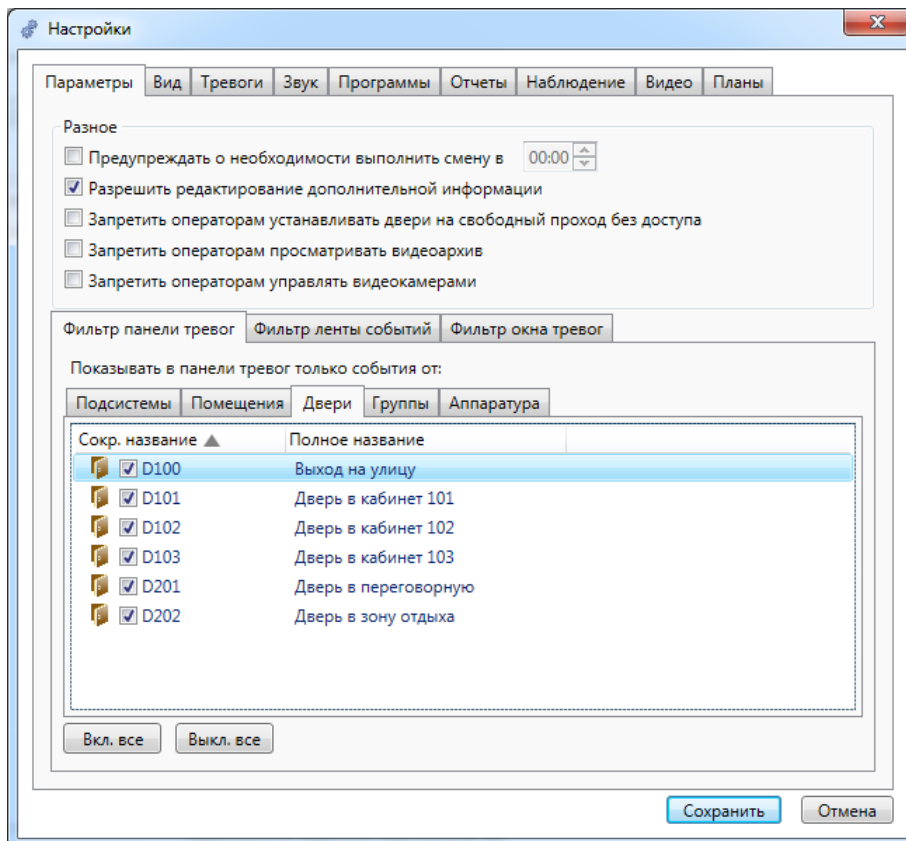 Настройки
Параметры Вид Тревоги Звук Программы Отчеты Наблюдение Видео Планы
Разное
Предупреждать о необходимости выполнить смену в 00:00
Разрешить редактирование дополнительной информации
Запретить операторам устанавливать двери на свободный проход без доступа
Запретить операторам просматривать видеоархив
Запретить операторам управлять видеокамерами
Фильтр панели тревог Фильтр ленты событий Фильтр окна тревог
Показывать в панели тревог только события от:
Подсистемы Помещения Двери Группы Аппаратура
Сокр. название Полное название
D100 Выход на улицу
D101 Дверь в кабинет 101
D102 Дверь в кабинет 102
D103 Дверь в кабинет 103
D201 Дверь в переговорную
D202 Дверь в зону отдыха
Вкл. все Выкл. все
Сохранить Отмена